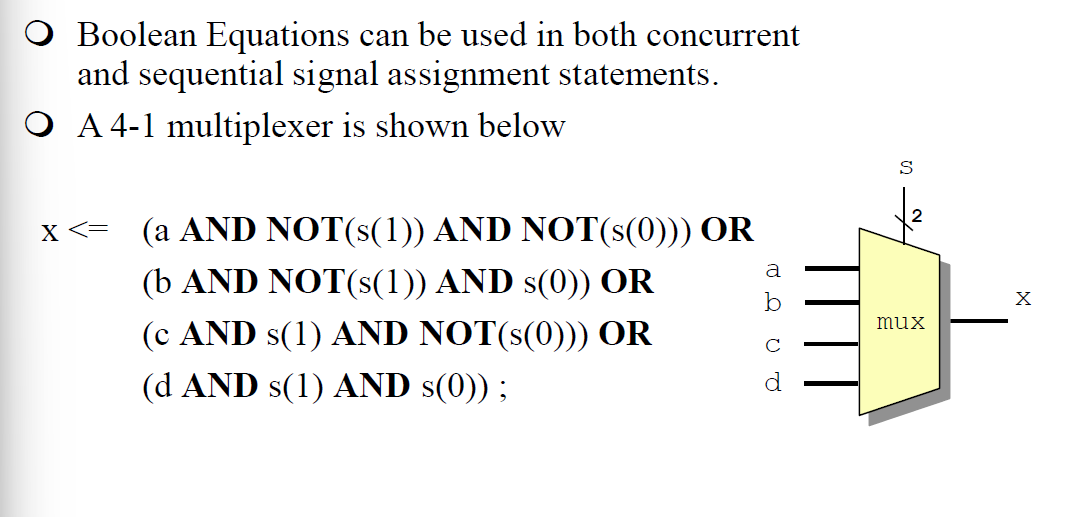 Boolean Equations can be used in both concurrent
and sequential signal assignment statements.
A 4-1 multiplexer is shown below
s
2
x <= (a AND NOT(s(1)) AND NOT(s(0))) OR
(b AND NOT(s(1)) AND s(0)) OR
(c AND s(1) AND NOT(s(0))) OR
(d AND s(1) AND s(0)) ;
a
b
c
d
mux
x